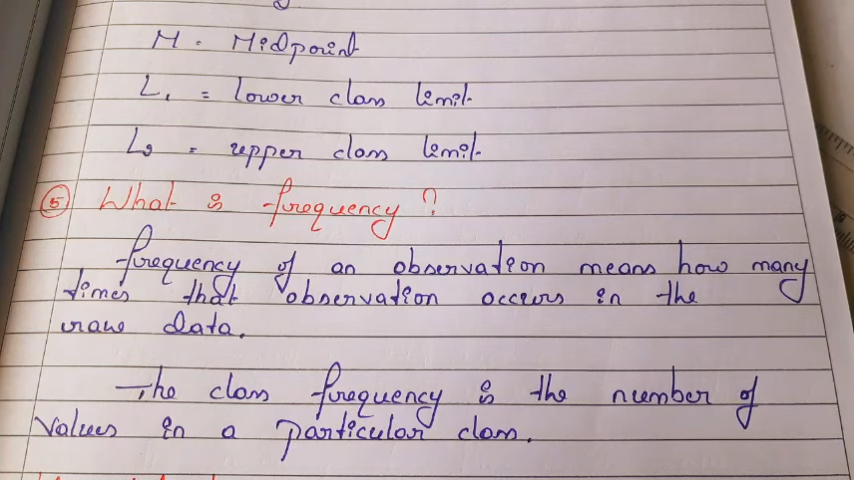 M = Midpoint
L₁ = lower class limit
L₂ = upper class limit
⑤ What is frequency?
frequency of an observation means how many
times that observation occurs in the
raw data.
The class frequency is the number of
values in a particular class.